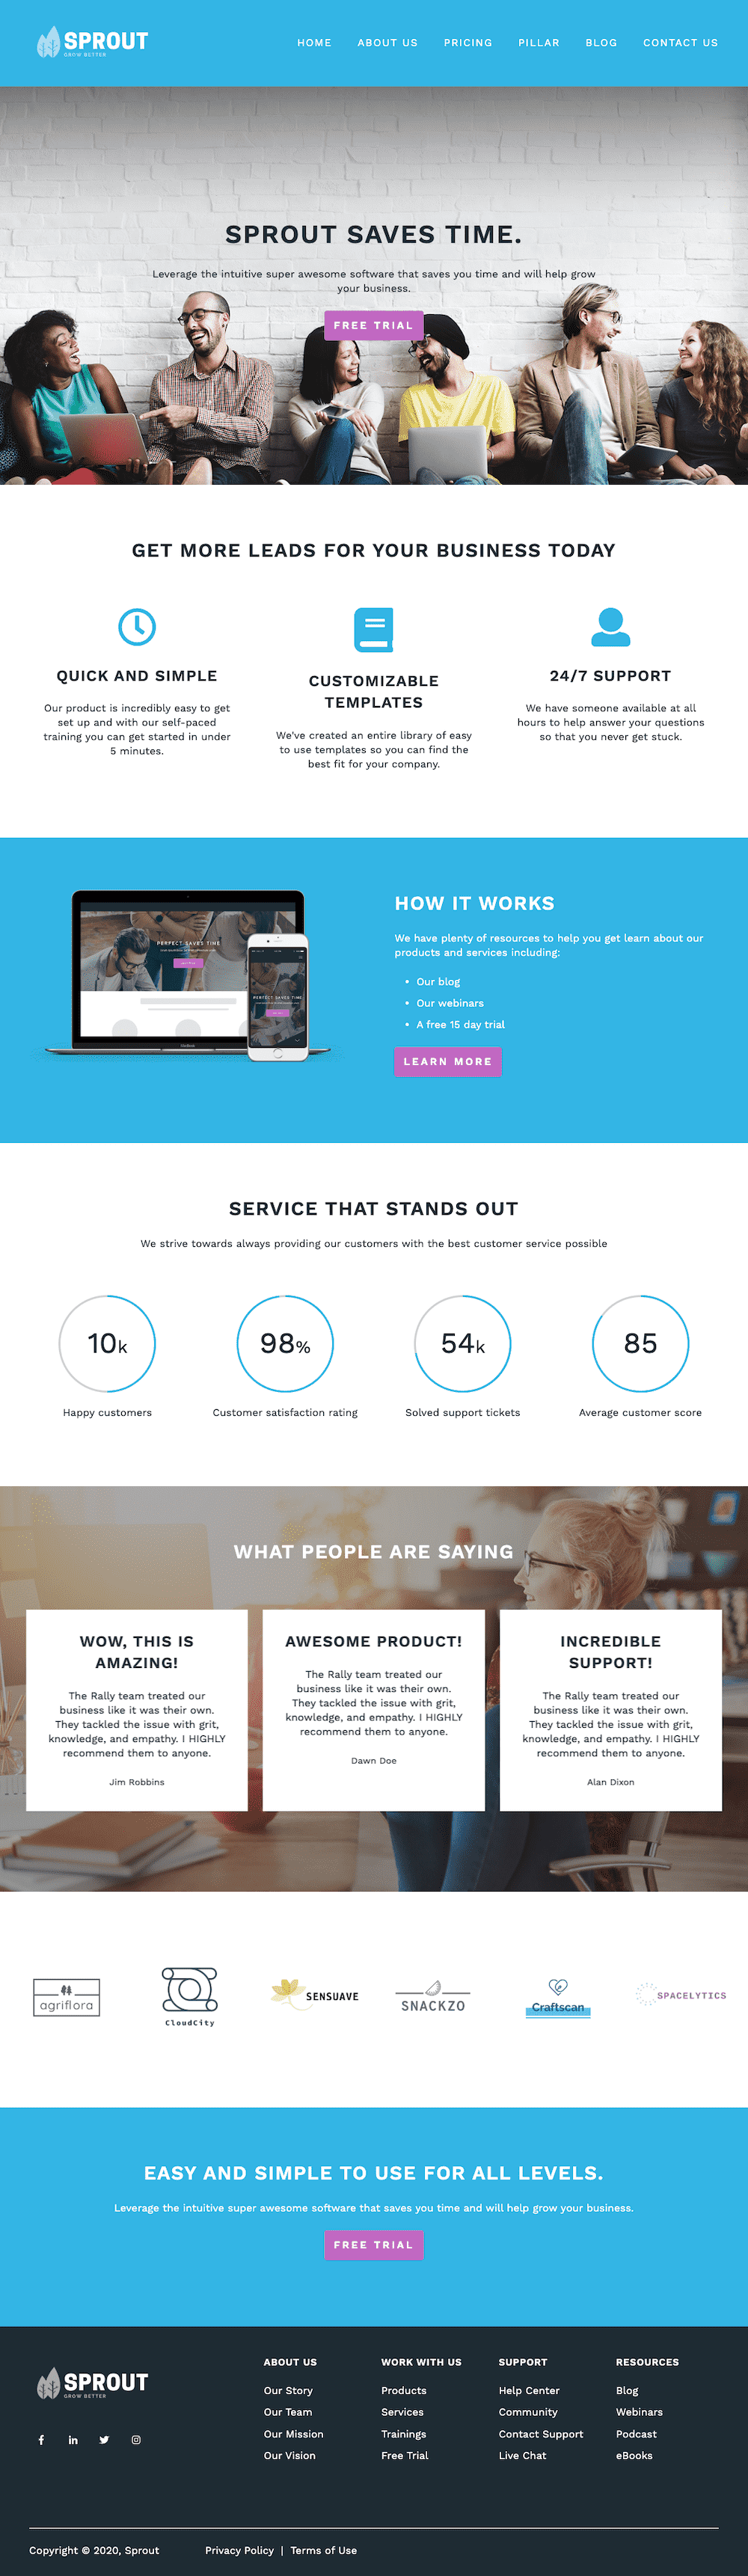 SPROUT
GROW BETTER
HOME ABOUT US PRICING PILLAR BLOG CONTACT US
SPROUT SAVES TIME.
Leverage the intuitive super awesome software that saves you time and will help grow
your business.
FREE TRIAL
GET MORE LEADS FOR YOUR BUSINESS TODAY
QUICK AND SIMPLE
Our product is incredibly easy to get
set up and with our self-paced
training you can get started in under
5 minutes.
CUSTOMIZABLE
TEMPLATES
We've created an entire library of easy
to use templates so you can find the
best fit for your company.
24/7 SUPPORT
We have someone available at all
hours to help answer your questions
so that you never get stuck.
PERFECT SAVES TIME
PERFECT SAVES TIME
HOW IT WORKS
We have plenty of resources to help you get learn about our
products and services including:
• Our blog
• Our webinars
• A free 15 day trial
LEARN MORE
SERVICE THAT STANDS OUT
We strive towards always providing our customers with the best customer service possible
10k
Happy customers
98%
Customer satisfaction rating
54k
Solved support tickets
85
Average customer score
WHAT PEOPLE ARE SAYING
WOW, THIS IS
AMAZING!
The Rally team treated our
business like it was their own.
They tackled the issue with grit,
knowledge, and empathy. I HIGHLY
recommend them to anyone.
Jim Robbins
AWESOME PRODUCT!
The Rally team treated our
business like it was their own.
They tackled the issue with grit,
knowledge, and empathy. I HIGHLY
recommend them to anyone.
Dawn Doe
INCREDIBLE
SUPPORT!
The Rally team treated our
business like it was their own.
They tackled the issue with grit,
knowledge, and empathy. I HIGHLY
recommend them to anyone.
Alan Dixon
agriflora
CloudCity
SENSUAVE
SNACKZO
Craftscan
SPACELYTICS
EASY AND SIMPLE TO USE FOR ALL LEVELS.
Leverage the intuitive super awesome software that saves you time and will help grow your business.
FREE TRIAL
SPROUT
GROW BETTER
ABOUT US
Our Story
Our Team
Our Mission
Our Vision
WORK WITH US
Products
Services
Trainings
Free Trial
SUPPORT
Help Center
Community
Contact Support
Live Chat
RESOURCES
Blog
Webinars
Podcast
eBooks
Copyright © 2020, Sprout
Privacy Policy | Terms of Use